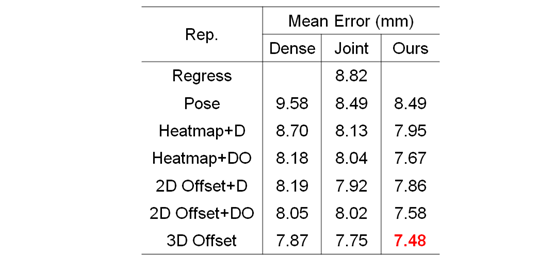 Rep. Mean Error (mm)
Dense Joint Ours
Regress 8.82
Pose 9.58 8.49 8.49
Heatmap+D 8.70 8.13 7.95
Heatmap+DO 8.18 8.04 7.67
2D Offset+D 8.19 7.92 7.86
2D Offset+DO 8.05 8.02 7.58
3D Offset 7.87 7.75 7.48